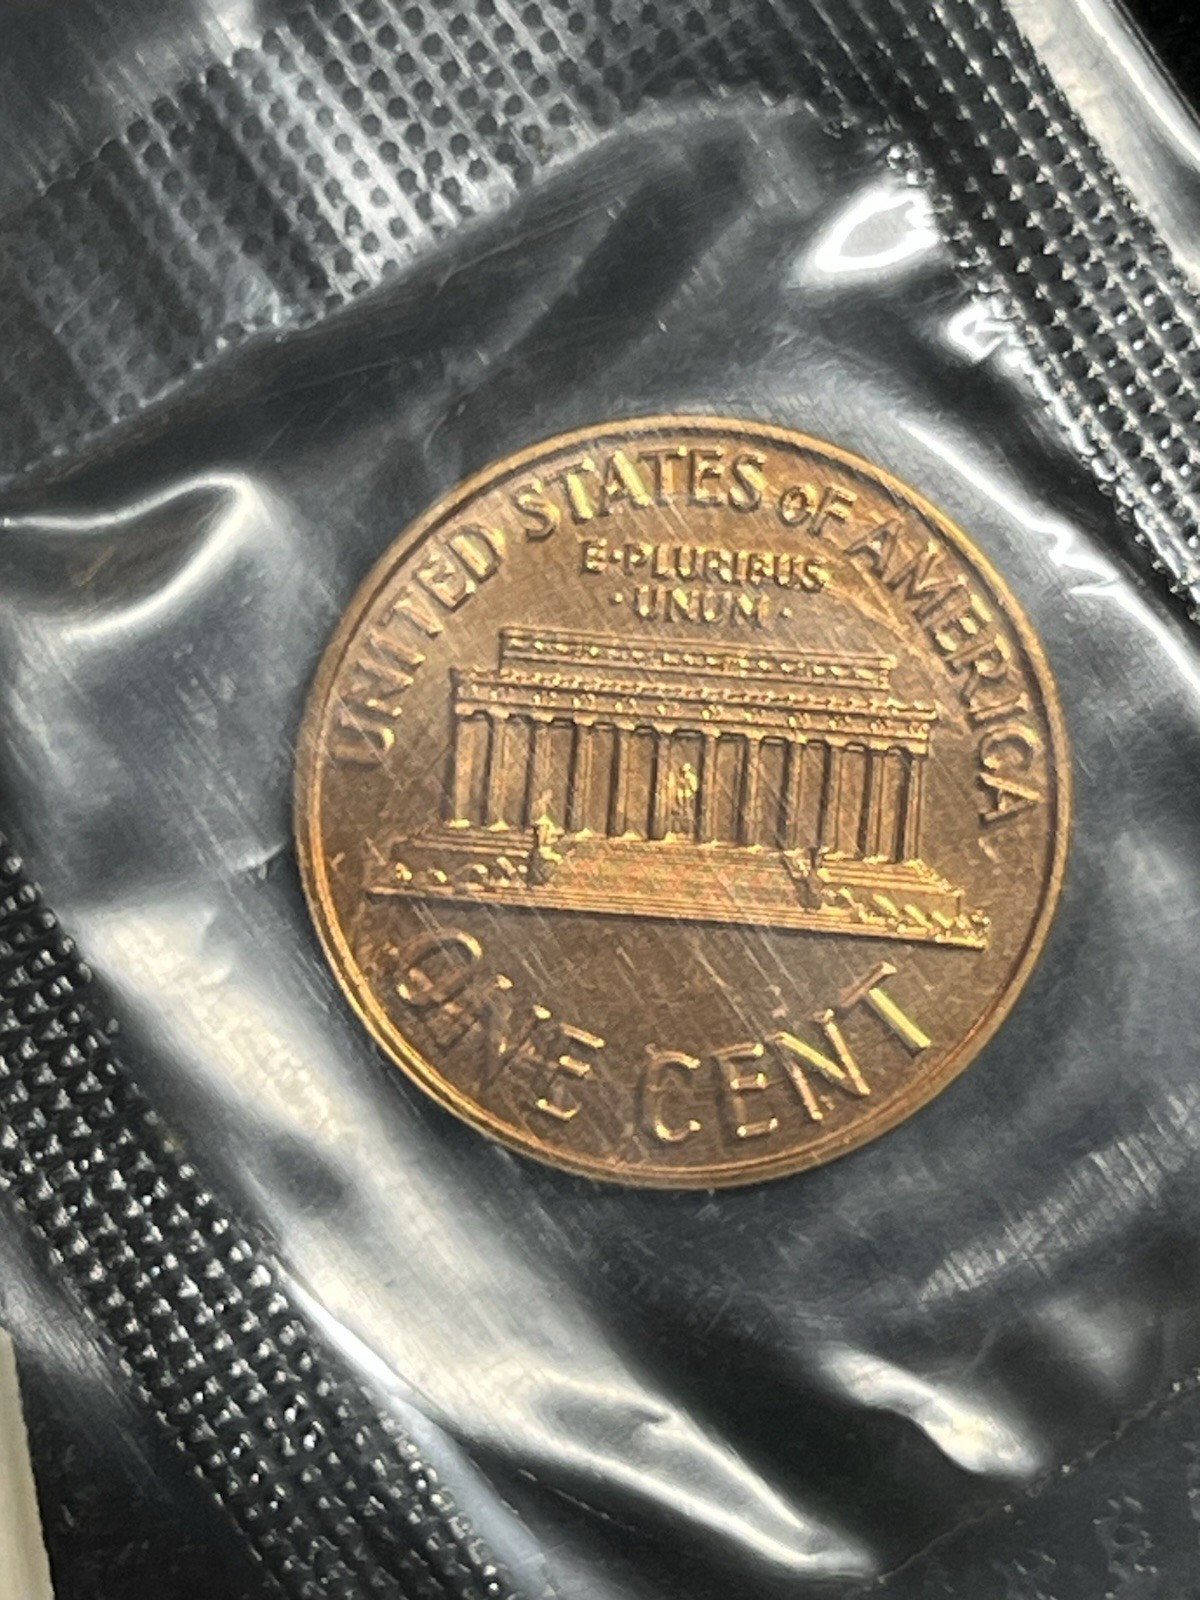 UNITED STATES OF AMERICA
E·PLURIBUS
·UNUM·
ONE CENT